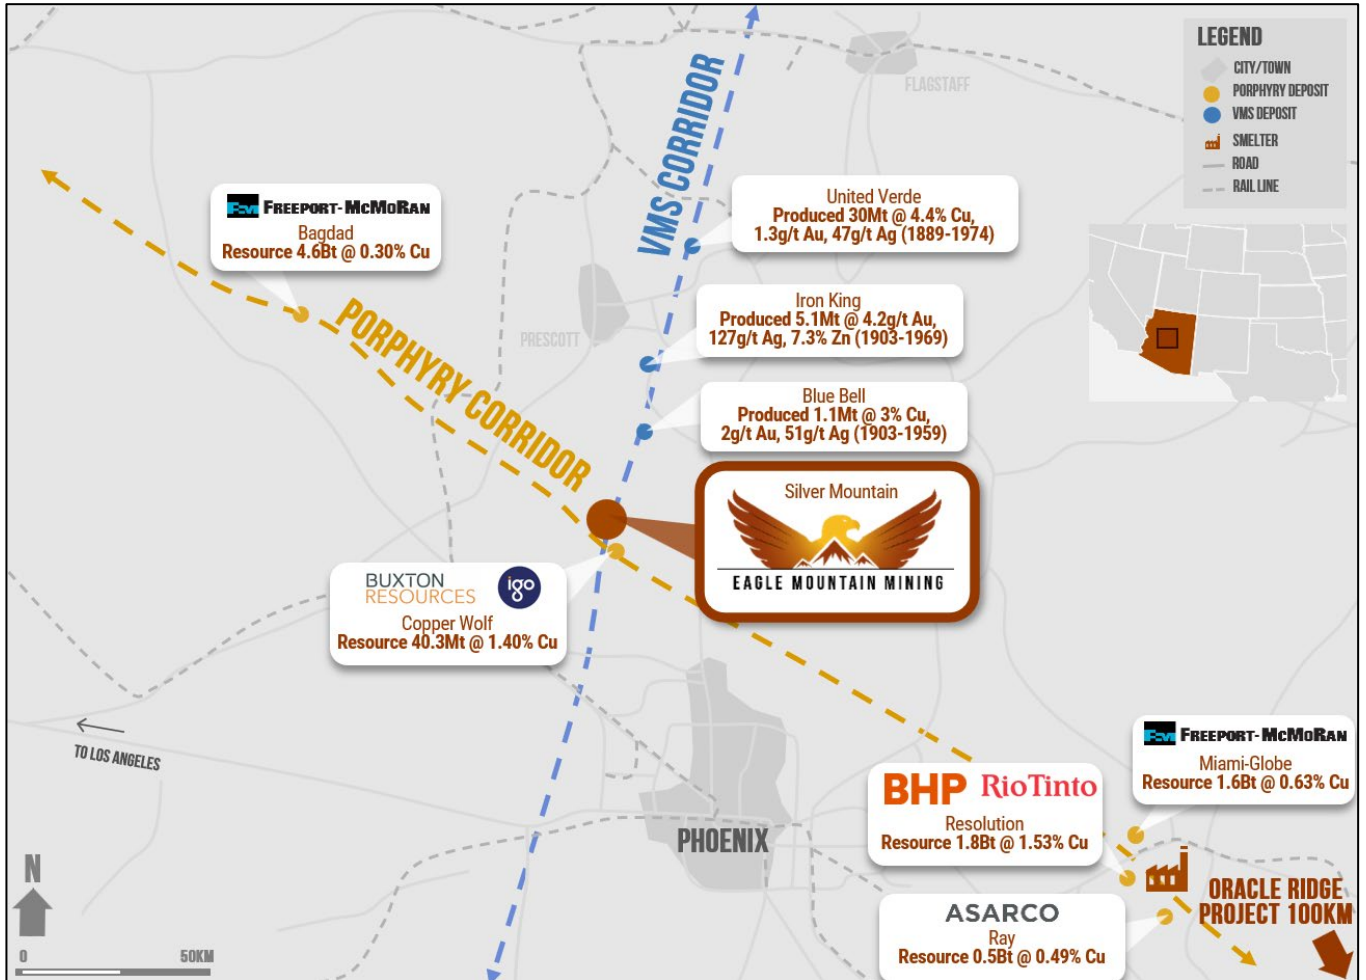 LEGEND
CITY/TOWN
PORPHYRY DEPOSIT
VMS DEPOSIT
SMELTER
ROAD
RAIL LINE
FLAGSTAFF
VMS CORRIDOR
FREEPORT-McMoRAN
Bagdad
Resource 4.6Bt @ 0.30% Cu
United Verde
Produced 30Mt @ 4.4% Cu,
1.3g/t Au, 47g/t Ag (1889-1974)
Iron King
Produced 5.1Mt @ 4.2g/t Au,
127g/t Ag, 7.3% Zn (1903-1969)
PRESCOTT
PORPHYRY CORRIDOR
Blue Bell
Produced 1.1Mt @ 3% Cu,
2g/t Au, 51g/t Ag (1903-1959)
Silver Mountain
EAGLE MOUNTAIN MINING
BUXTON
RESOURCES
igo
Copper Wolf
Resource 40.3Mt @ 1.40% Cu
TO LOS ANGELES
FCX FREEPORT-McMoRAN
Miami-Globe
Resource 1.6Bt @ 0.63% Cu
BHP RioTinto
Resolution
Resource 1.8Bt @ 1.53% Cu
PHOENIX
ASARCO
Ray
Resource 0.5Bt @ 0.49% Cu
ORACLE RIDGE
PROJECT 100KM
N
0 50KM